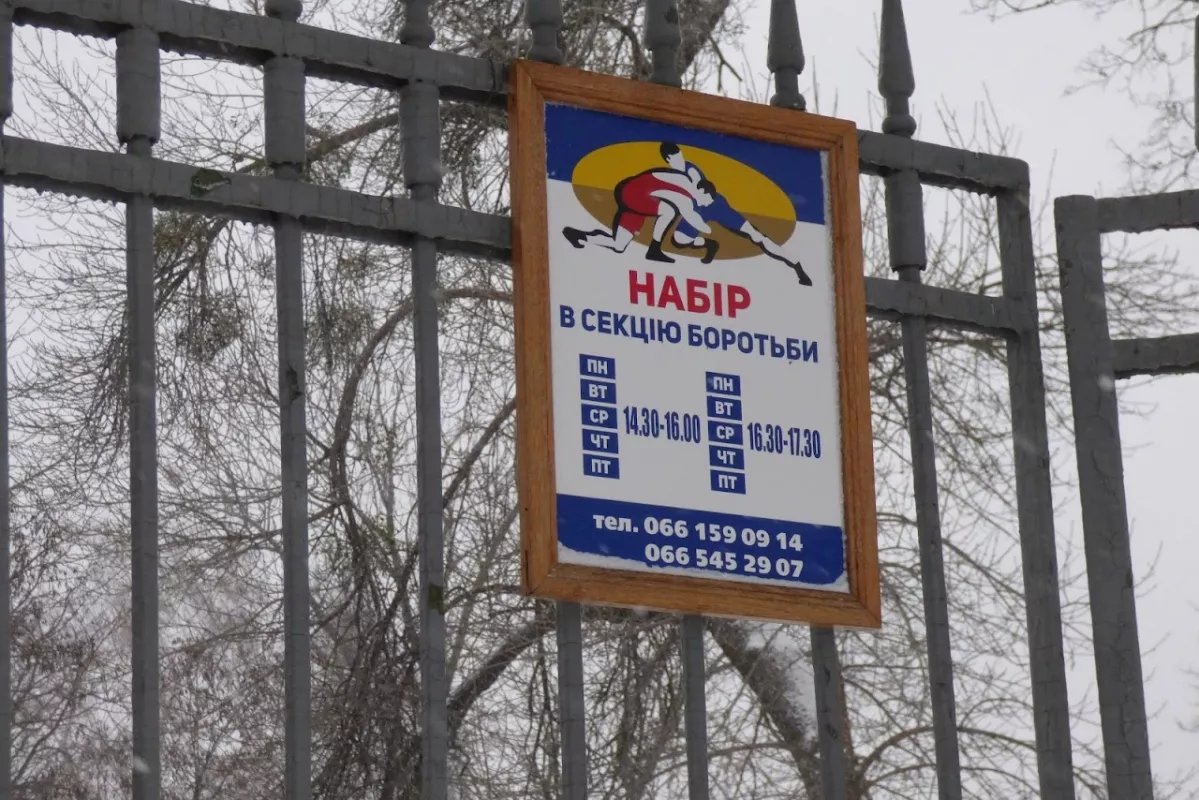 НАБІР
В СЕКЦІЮ БОРОТЬБИ
ПН
ВТ
СР
ЧТ
ПТ
14.30-16.00
ПН
ВТ
СР
ЧТ
ПТ
16.30-17.30
тел. 066 159 09 14
066 545 29 07